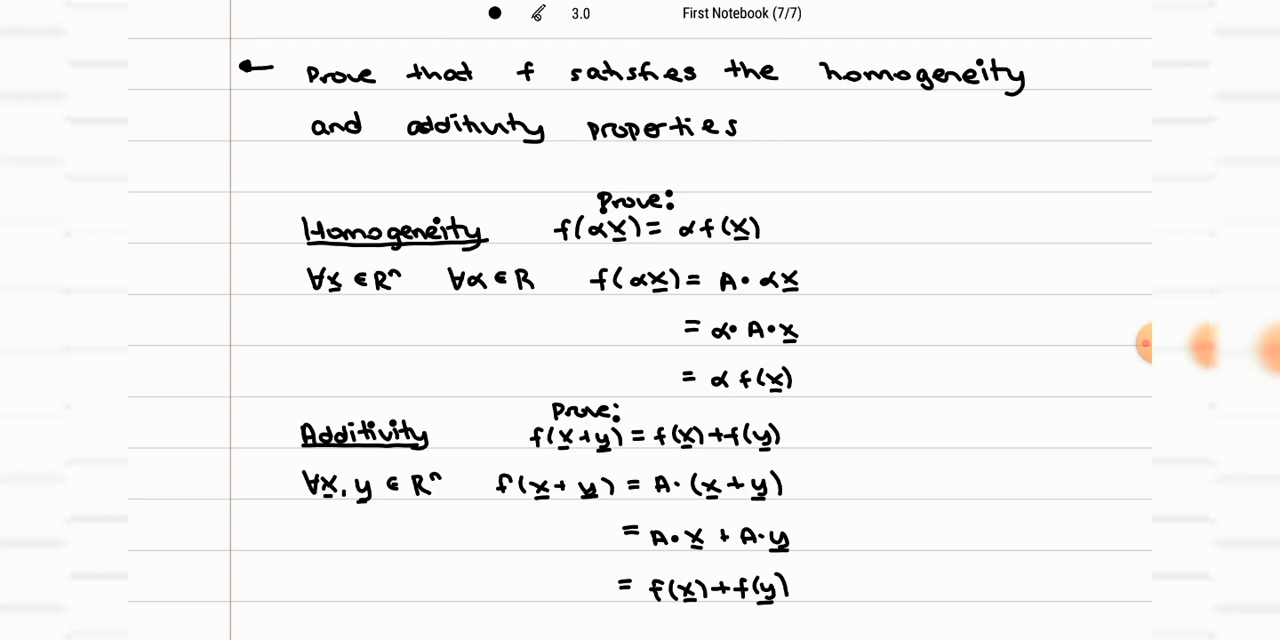 3.0 First Notebook (7/7)
← Prove that f satisfies the homogeneity
and additivity properties
Prove:
Homogeneity f(αx) = αf(x)
∀x ∈ Rⁿ ∀α ∈ R f(αx) = A·αx
= α·A·x
= αf(x)
Prove:
Additivity f(x+y) = f(x)+f(y)
∀x, y ∈ Rⁿ f(x+y) = A·(x+y)
= A·x + A·y
= f(x)+f(y)